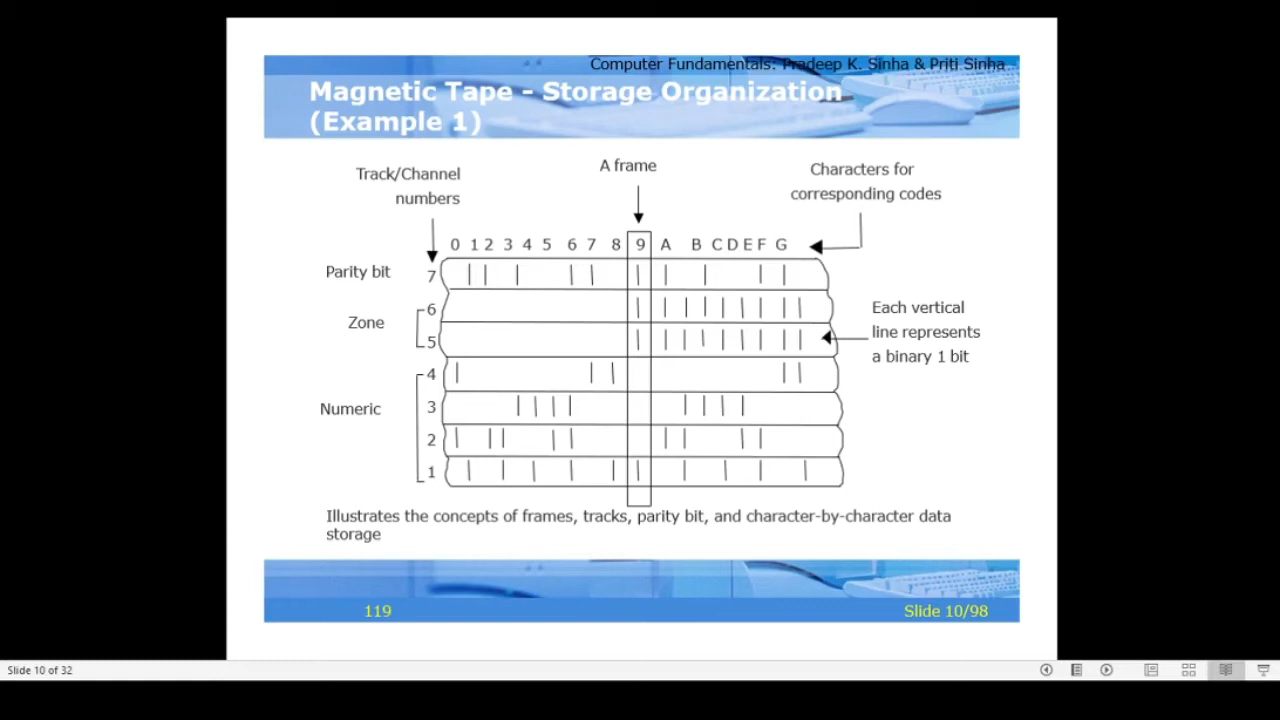 Computer Fundamentals: Pradeep K. Sinha & Priti Sinha
Magnetic Tape - Storage Organization
(Example 1)
Track/Channel
numbers
A frame
Characters for
corresponding codes
0 1 2 3 4 5 6 7 8 9 A B C D E F G
Parity bit
7
6
Zone
5
4
Numeric
3
2
1
Each vertical
line represents
a binary 1 bit
Illustrates the concepts of frames, tracks, parity bit, and character-by-character data
storage
119
Slide 10/98
Slide 10 of 32